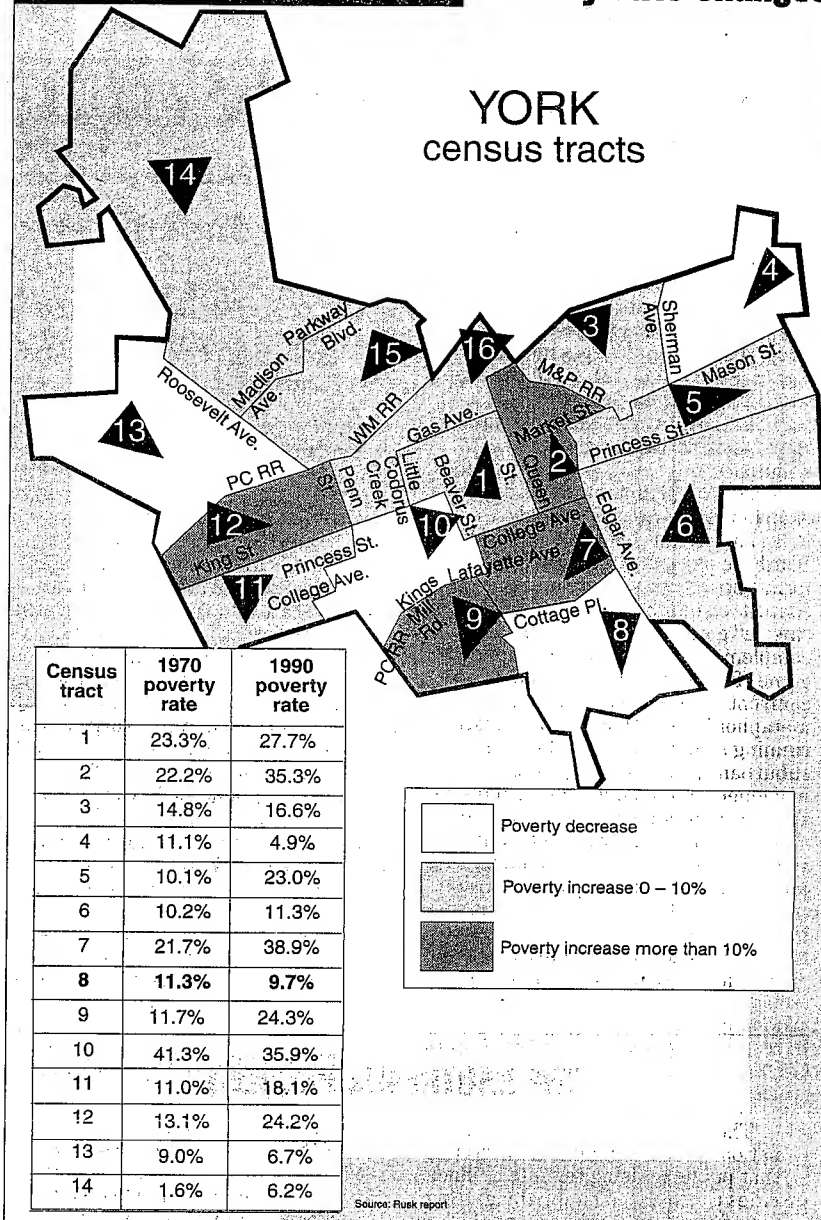 YORK
census tracts
14
4
3
Sherman Ave.
Parkway Blvd.
15
16
Madison Ave.
M&P RR
Mason St.
5
Roosevelt Ave.
WM RR
Gas Ave.
Market St.
Princess St.
13
2
PC RR
Penn St.
Little Codorus Creek
Beaver St.
1
Queen St.
Edgar Ave.
12
10
College Ave.
6
King St.
Princess St.
7
11
College Ave.
Lafayette Ave.
Kings Mill Rd.
9
Cottage Pl.
8
PC RR
Census tract | 1970 poverty rate | 1990 poverty rate
1 23.3% 27.7%
2 22.2% 35.3%
3 14.8% 16.6%
4 11.1% 4.9%
5 10.1% 23.0%
6 10.2% 11.3%
7 21.7% 38.9%
8 11.3% 9.7%
9 11.7% 24.3%
10 41.3% 35.9%
11 11.0% 18.1%
12 13.1% 24.2%
13 9.0% 6.7%
14 1.6% 6.2%
Poverty decrease
Poverty increase 0 – 10%
Poverty increase more than 10%
Source: Rusk report